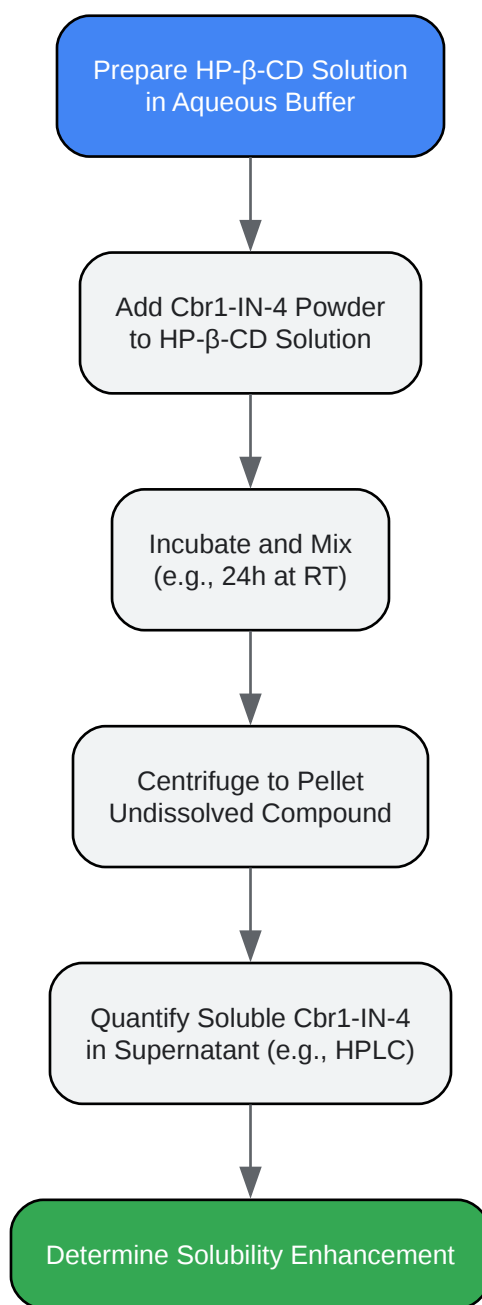 Prepare HP-β-CD Solution
in Aqueous Buffer
Add Cbr1-IN-4 Powder
to HP-β-CD Solution
Incubate and Mix
(e.g., 24h at RT)
Centrifuge to Pellet
Undissolved Compound
Quantify Soluble Cbr1-IN-4
in Supernatant (e.g., HPLC)
Determine Solubility Enhancement